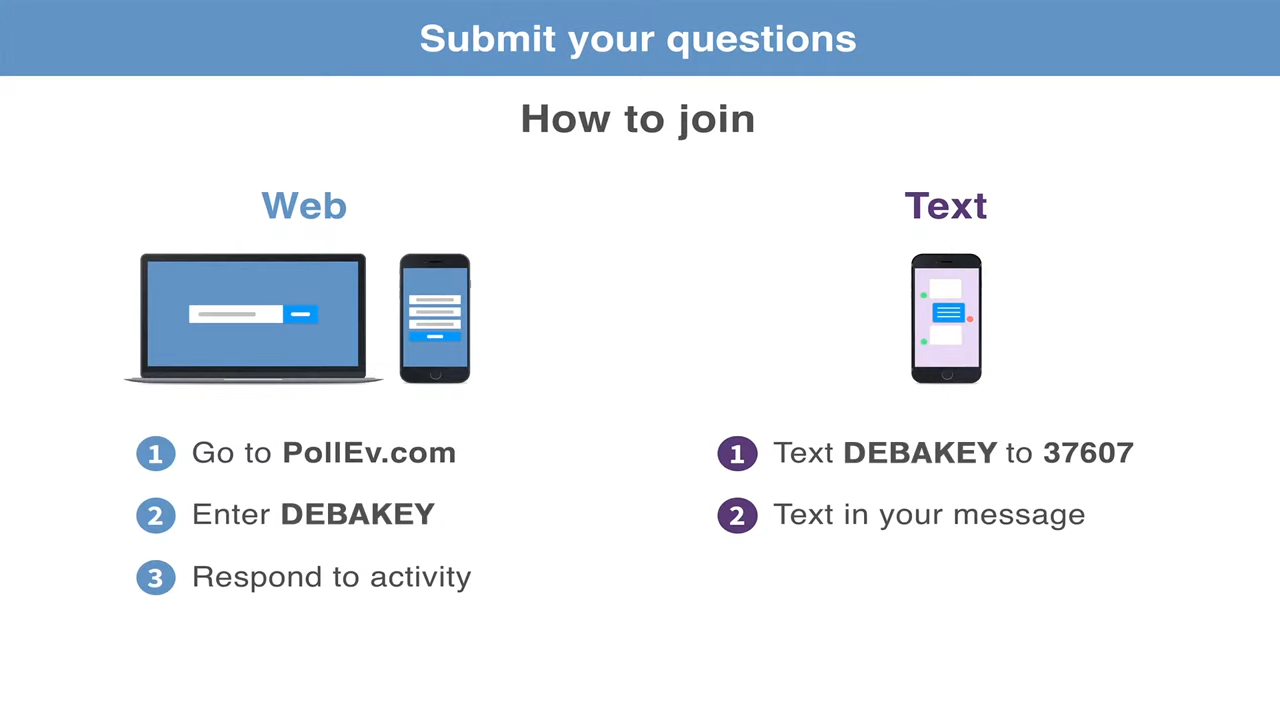 Submit your questions
How to join
Web
1 Go to PollEv.com
2 Enter DEBAKEY
3 Respond to activity
Text
1 Text DEBAKEY to 37607
2 Text in your message